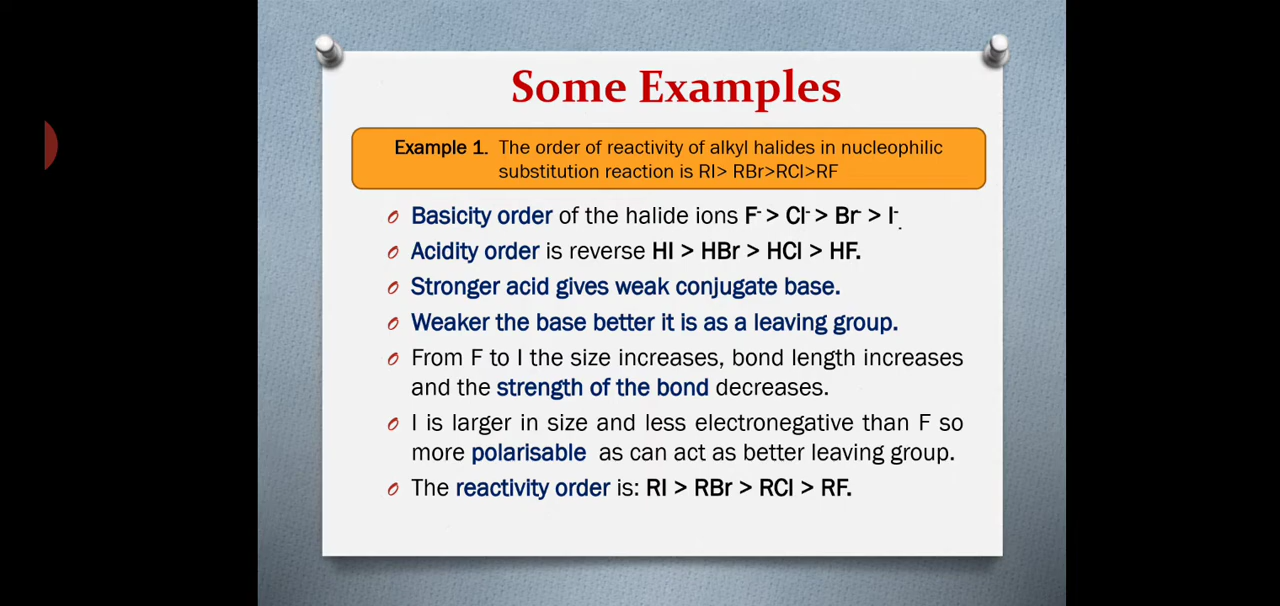 Some Examples
Example 1. The order of reactivity of alkyl halides in nucleophilic
substitution reaction is RI> RBr>RCl>RF
Basicity order of the halide ions F⁻ > Cl⁻ > Br⁻ > I⁻.
Acidity order is reverse HI > HBr > HCl > HF.
Stronger acid gives weak conjugate base.
Weaker the base better it is as a leaving group.
From F to I the size increases, bond length increases
and the strength of the bond decreases.
I is larger in size and less electronegative than F so
more polarisable as can act as better leaving group.
The reactivity order is: RI > RBr > RCl > RF.